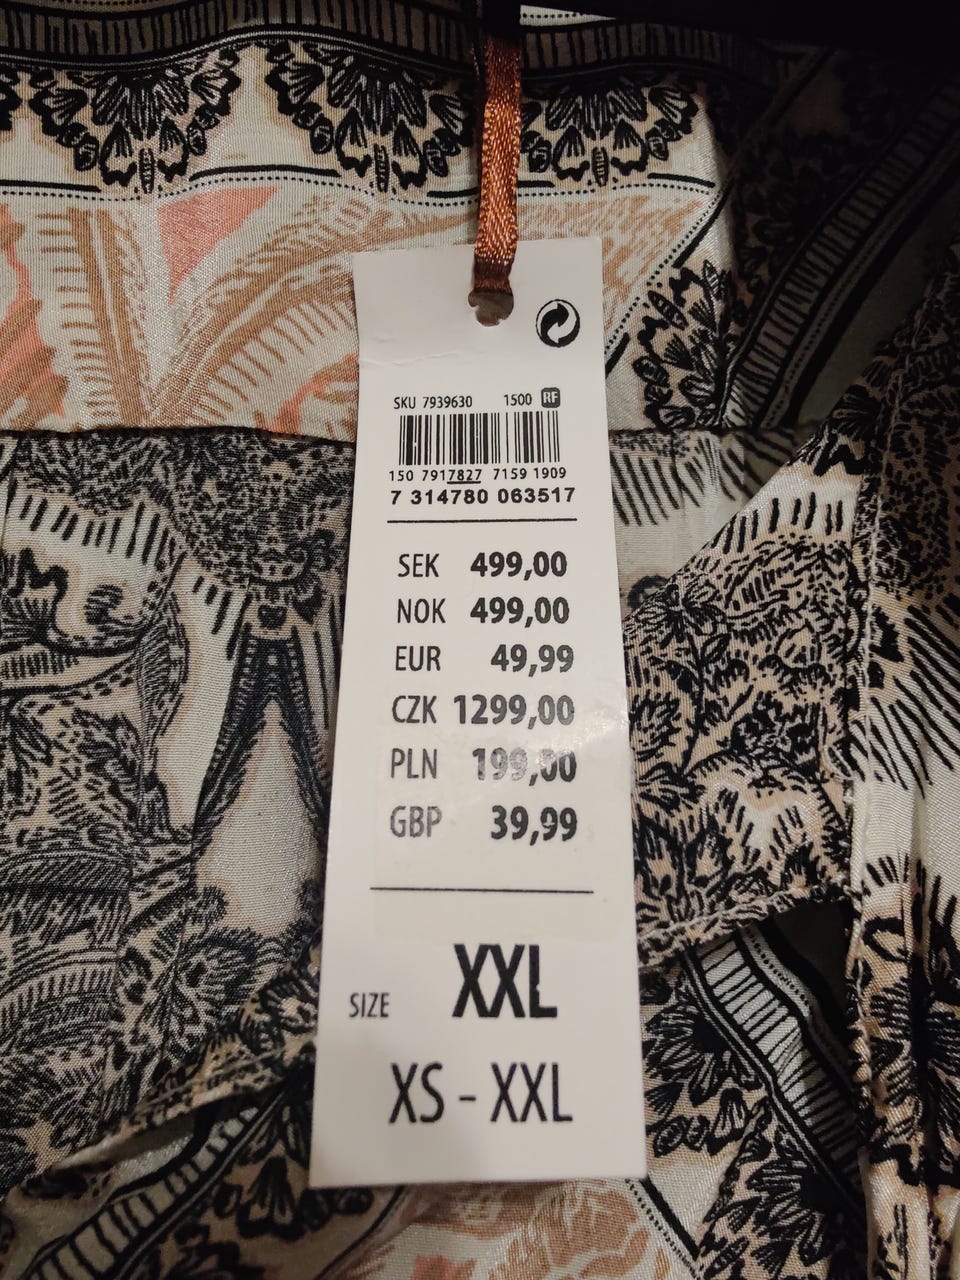 SKU 7939630 1500 RF
150 7917827 7159 1909
7 314780 063517
SEK 499,00
NOK 499,00
EUR 49,99
CZK 1299,00
PLN 199,00
GBP 39,99
SIZE XXL
XS - XXL